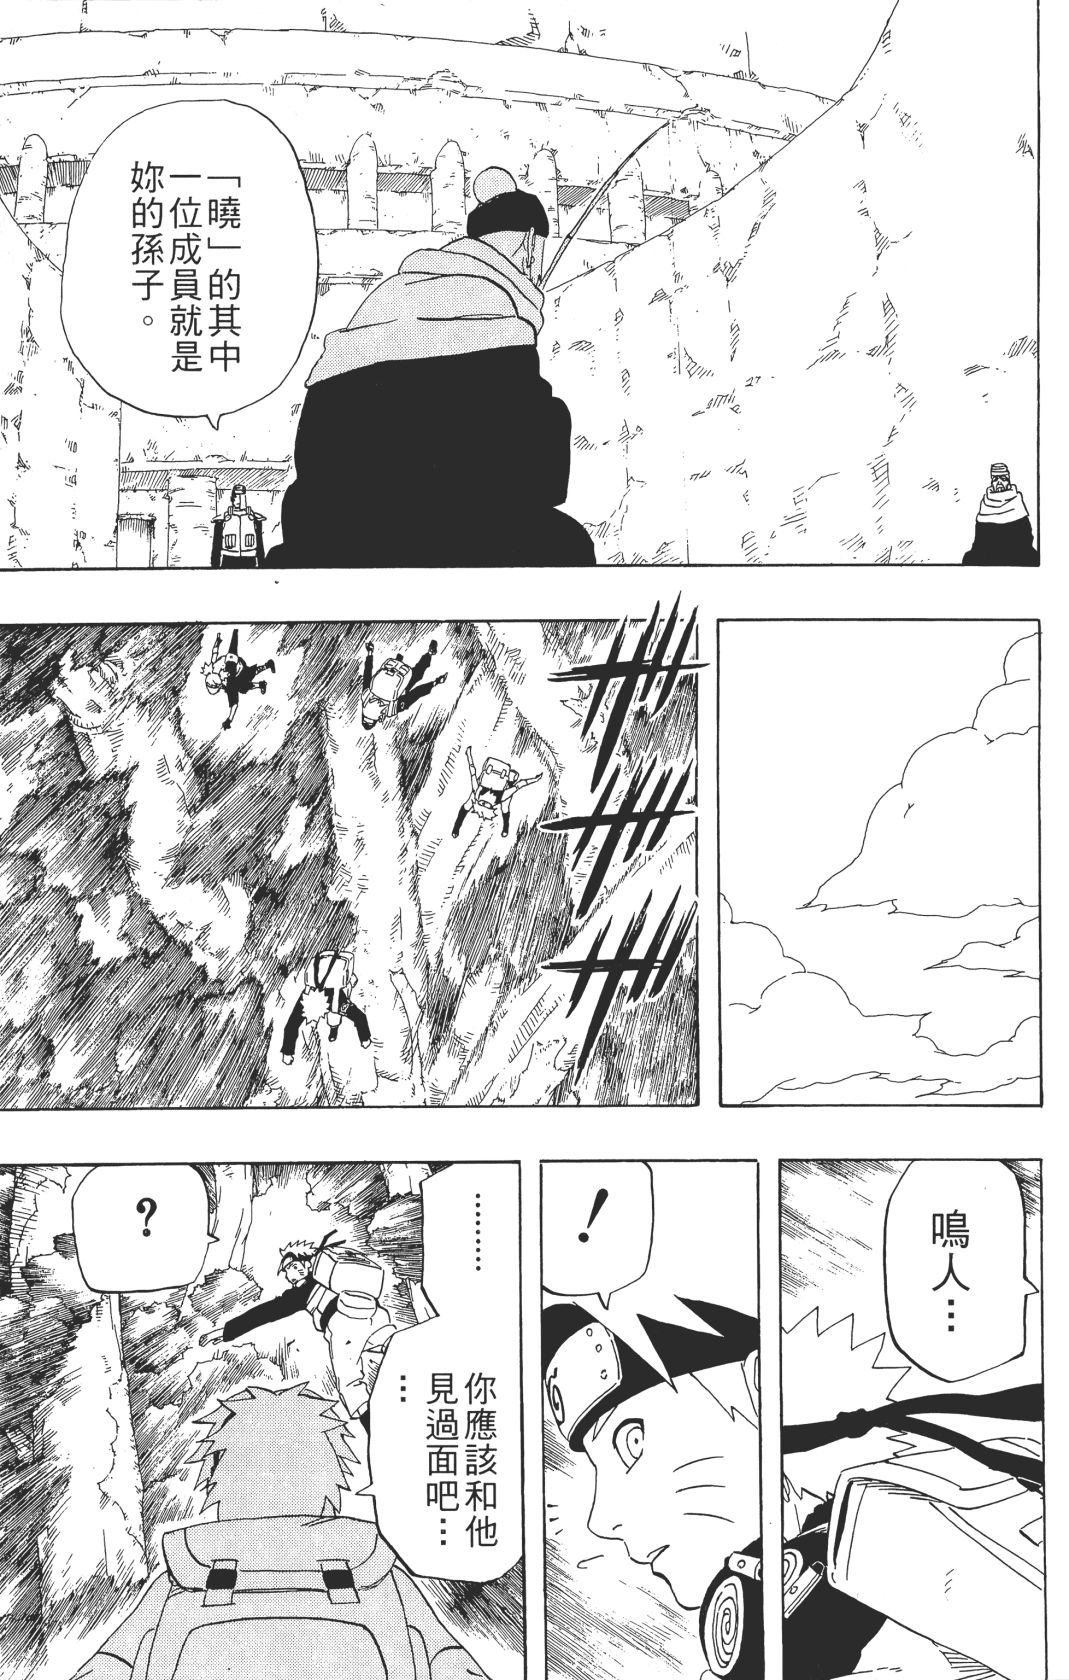 「曉」的其中
一位成員就是
妳的孫子。
鳴人…
！
………
你應該和他
見過面吧…
…
？